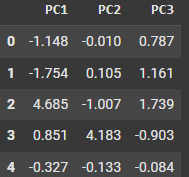 PC1 PC2 PC3
0 -1.148 -0.010 0.787
1 -1.754 0.105 1.161
2 4.685 -1.007 1.739
3 0.851 4.183 -0.903
4 -0.327 -0.133 -0.084